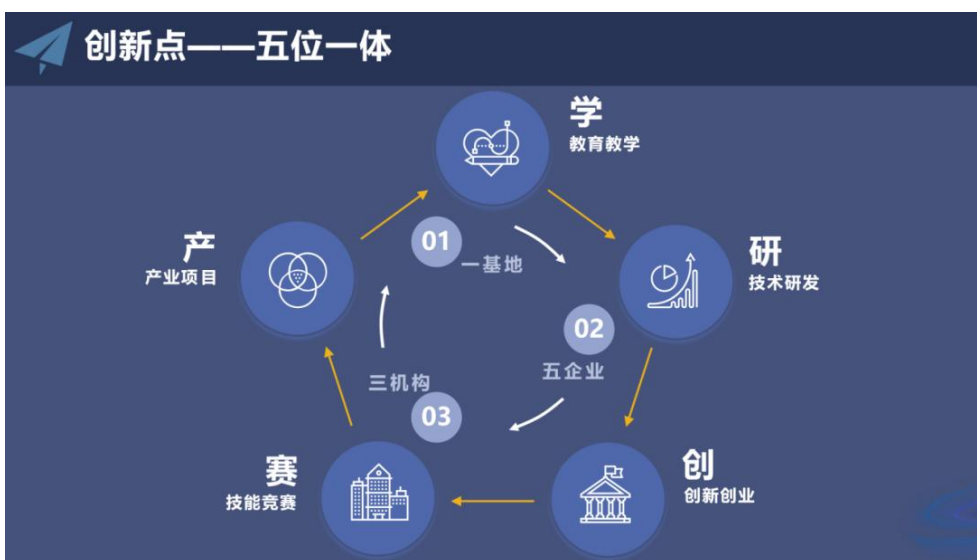 创新点——五位一体
学
教育教学
产
产业项目
01
一基地
研
技术研发
02
五企业
三机构
03
赛
技能竞赛
创
创新创业